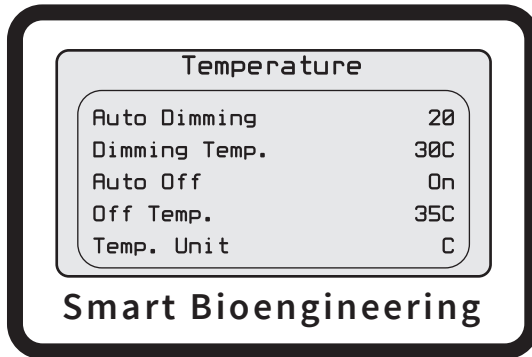 Temperature
Auto Dimming 20
Dimming Temp. 30C
Auto Off On
Off Temp. 35C
Temp. Unit C
Smart Bioengineering